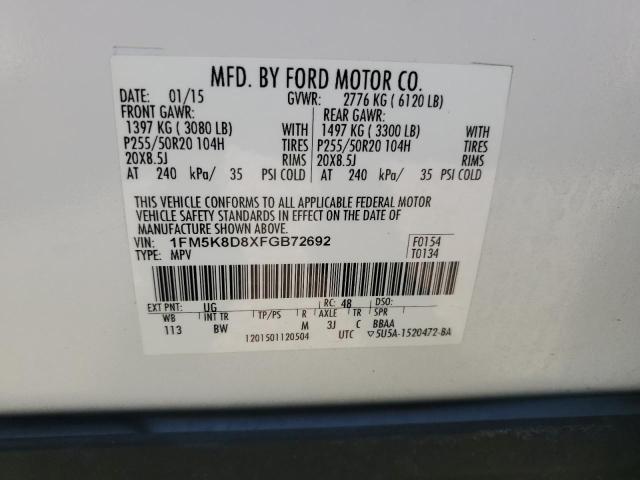 MFD. BY FORD MOTOR CO.
DATE: 01/15 GVWR: 2776 KG ( 6120 LB)
FRONT GAWR: REAR GAWR:
1397 KG ( 3080 LB) WITH 1497 KG ( 3300 LB) WITH
P255/50R20 104H TIRES P255/50R20 104H TIRES
20X8.5J RIMS 20X8.5J RIMS
AT 240 kPa/ 35 PSI COLD AT 240 kPa/ 35 PSI COLD
THIS VEHICLE CONFORMS TO ALL APPLICABLE FEDERAL MOTOR
VEHICLE SAFETY STANDARDS IN EFFECT ON THE DATE OF
MANUFACTURE SHOWN ABOVE.
VIN: 1FM5K8D8XFGB72692 F0154
TYPE: MPV T0134
EXT PNT: UG RC: 48 DSO:
WB INT TR TP/PS R AXLE TR SPR
113 BW M 3J C BBAA
1201501120504 UTC ▽5U5A-1520472-BA